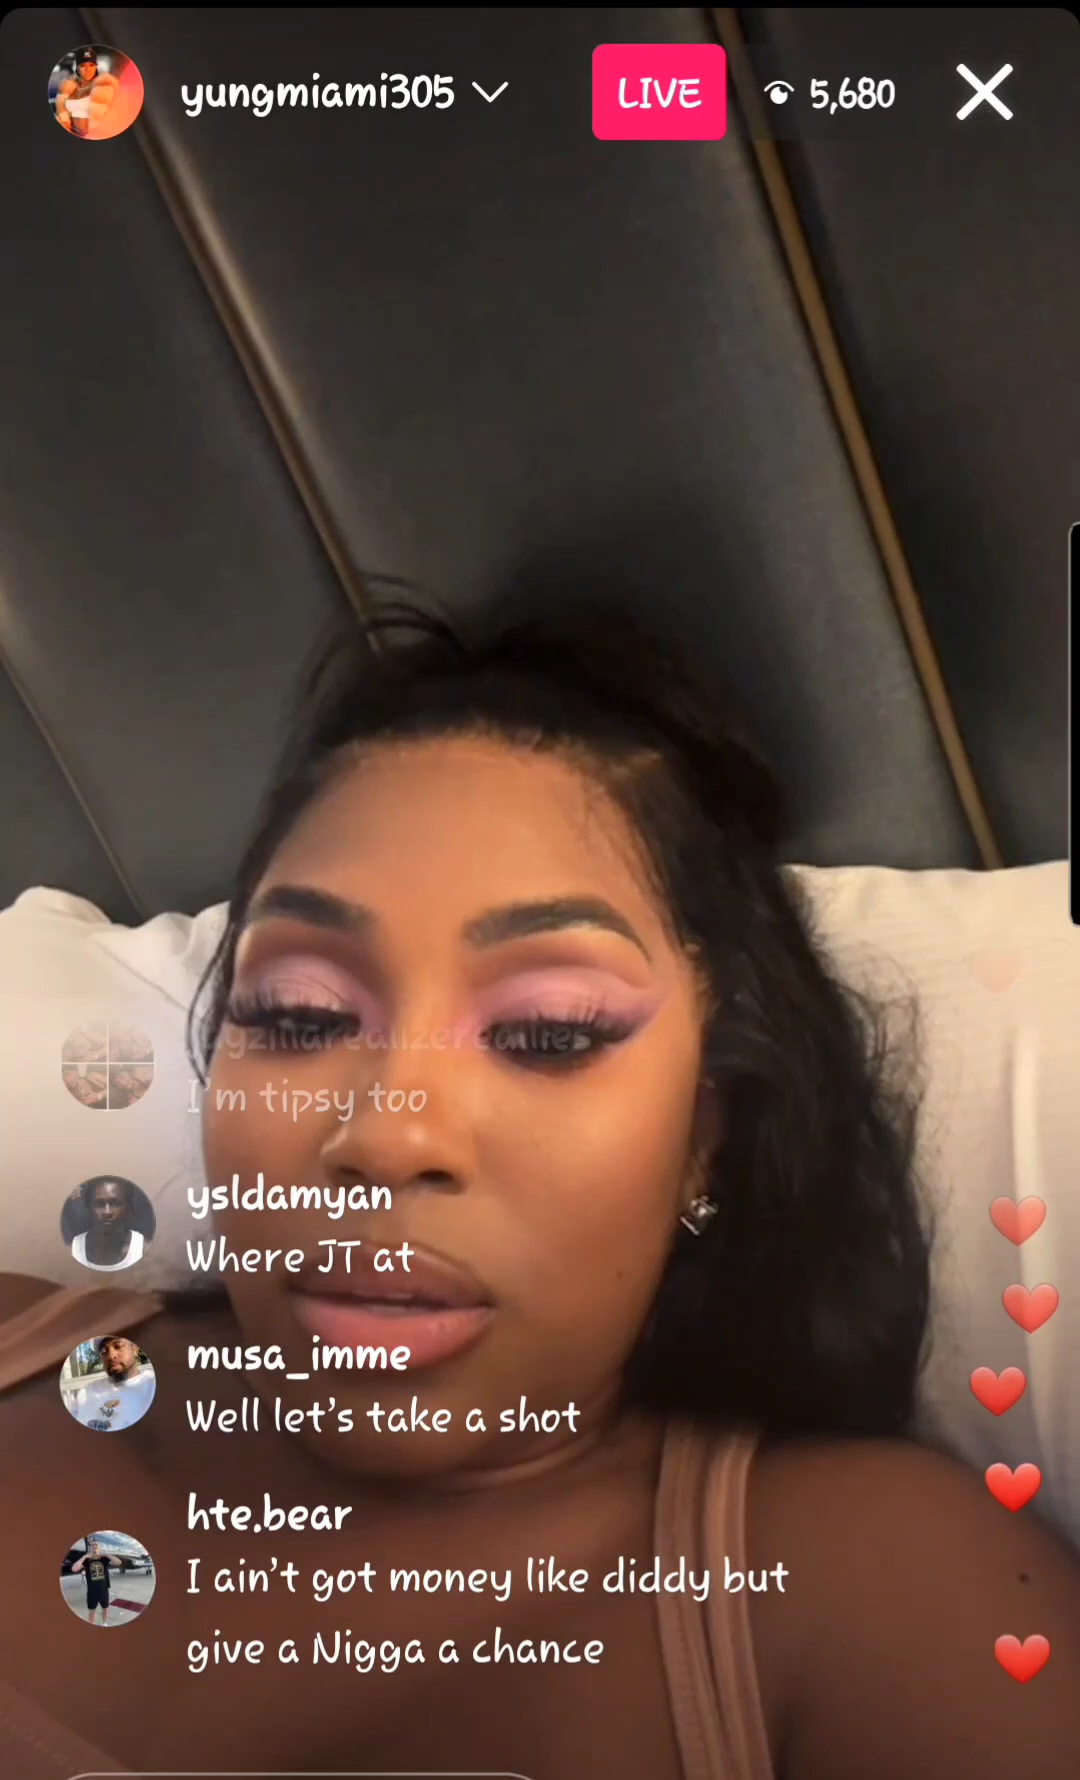 yungmiami305
LIVE
5,680
I'm tipsy too
ysldamyan
Where JT at
musa_imme
Well let's take a shot
hte.bear
I ain't got money like diddy but
give a Nigga a chance